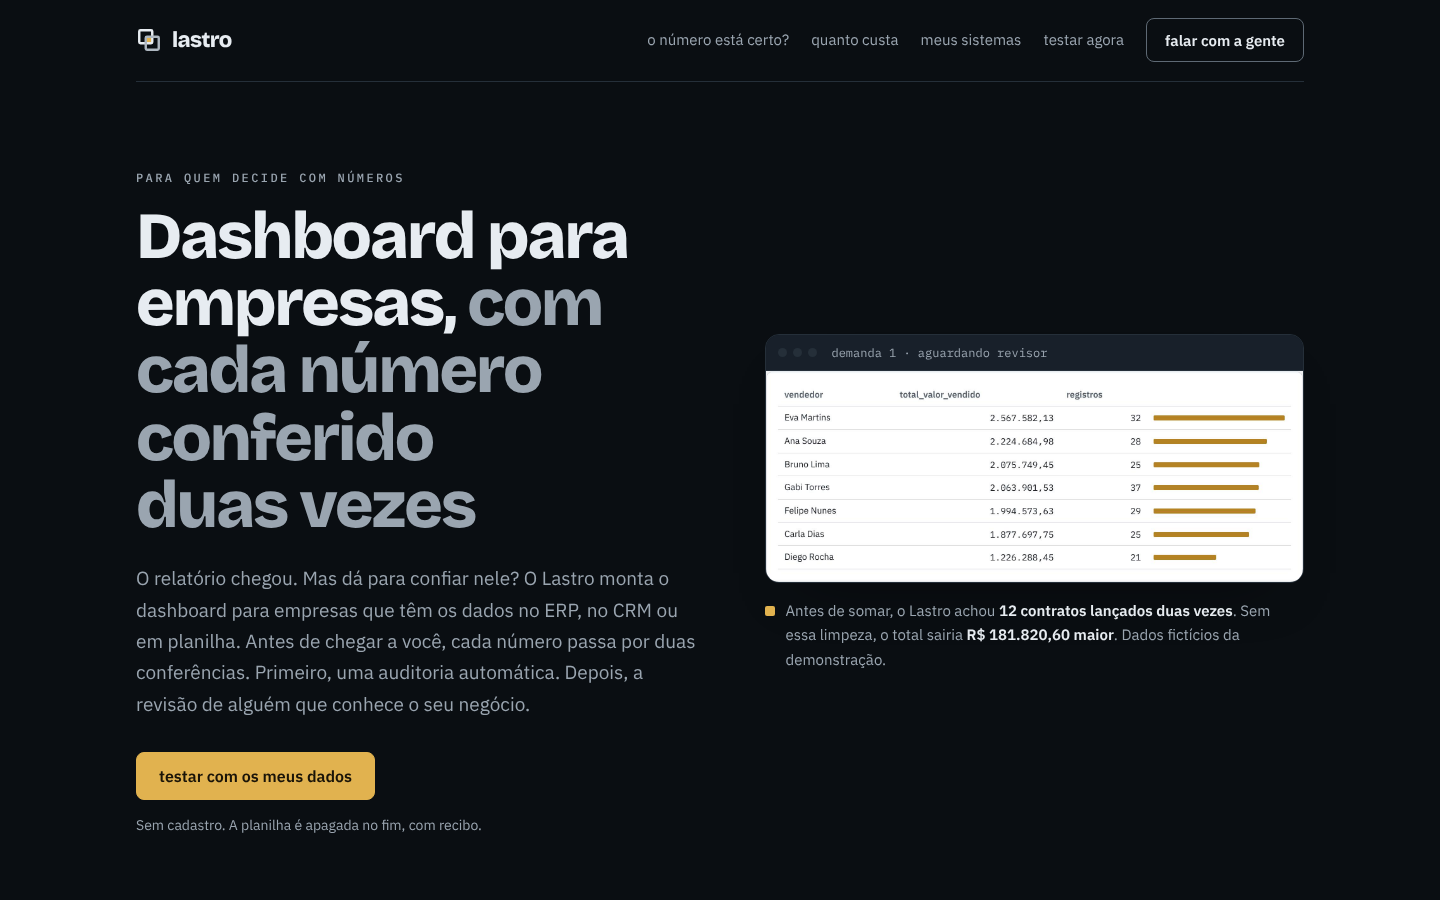 lastro
o número está certo?
quanto custa
meus sistemas
testar agora
falar com a gente
PARA QUEM DECIDE COM NÚMEROS
Dashboard para
empresas, com
cada número
conferido
duas vezes
O relatório chegou. Mas dá para confiar nele? O Lastro monta o
dashboard para empresas que têm os dados no ERP, no CRM ou
em planilha. Antes de chegar a você, cada número passa por duas
conferências. Primeiro, uma auditoria automática. Depois, a
revisão de alguém que conhece o seu negócio.
testar com os meus dados
Sem cadastro. A planilha é apagada no fim, com recibo.
demanda 1 · aguardando revisor
vendedor total_valor_vendido registros
Eva Martins 2.567.582,13 32
Ana Souza 2.224.684,98 28
Bruno Lima 2.075.749,45 25
Gabi Torres 2.063.901,53 37
Felipe Nunes 1.994.573,63 29
Carla Dias 1.877.697,75 25
Diego Rocha 1.226.288,45 21
Antes de somar, o Lastro achou 12 contratos lançados duas vezes. Sem
essa limpeza, o total sairia R$ 181.820,60 maior. Dados fictícios da
demonstração.